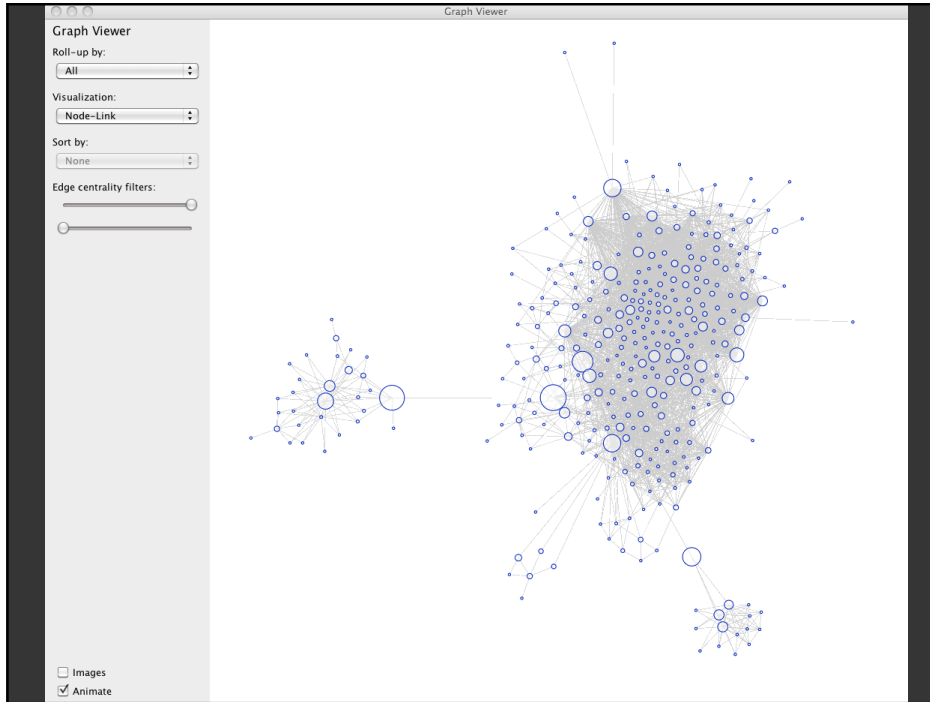 Graph Viewer
Graph Viewer
Roll-up by:
All
Visualization:
Node-Link
Sort by:
None
Edge centrality filters:
Images
Animate